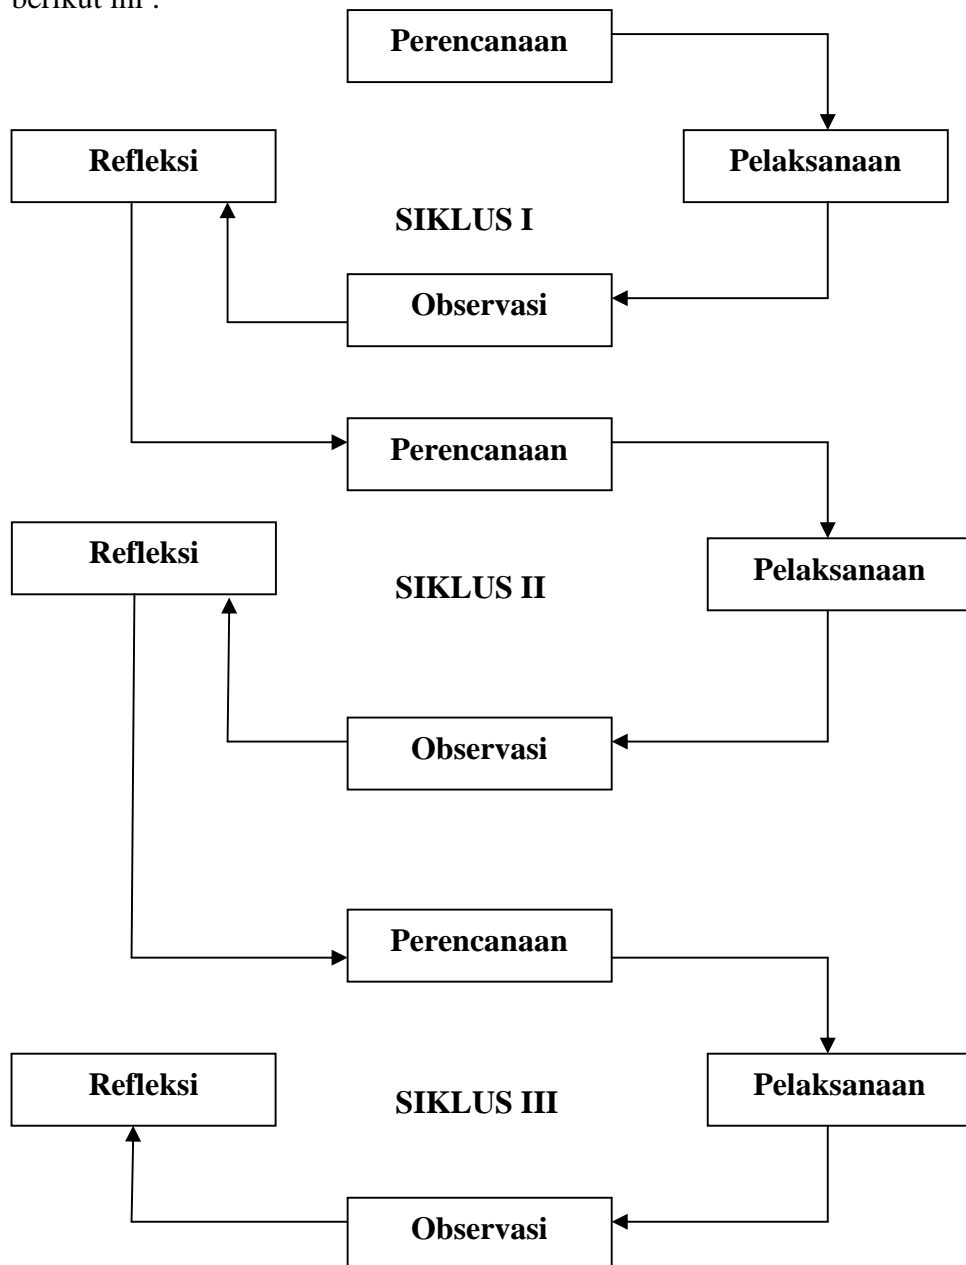 berikut ini :
Perencanaan
Refleksi
Pelaksanaan
SIKLUS I
Observasi
Perencanaan
Refleksi
Pelaksanaan
SIKLUS II
Observasi
Perencanaan
Refleksi
Pelaksanaan
SIKLUS III
Observasi